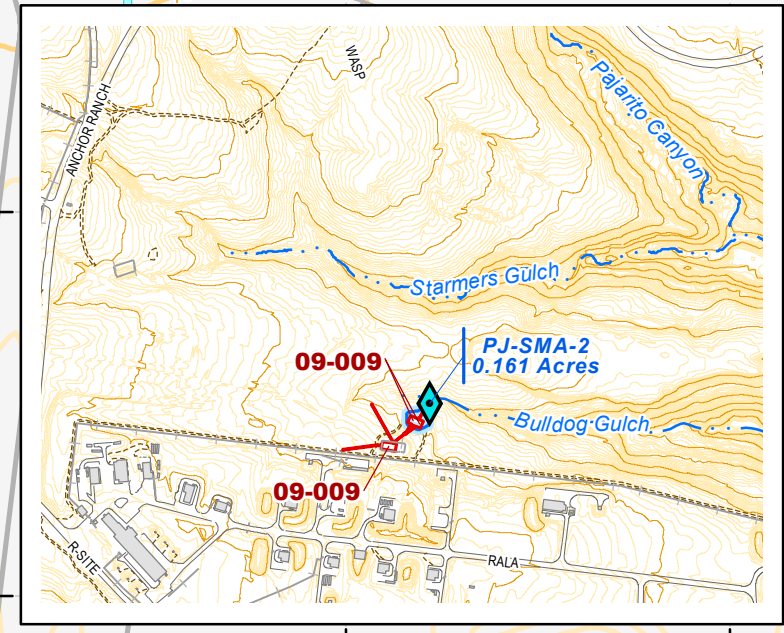 WASP
ANCHOR RANCH
Pajarito Canyon
Starmers Gulch
09-009
PJ-SMA-2
0.161 Acres
Bulldog Gulch
09-009
R-SITE
RALA